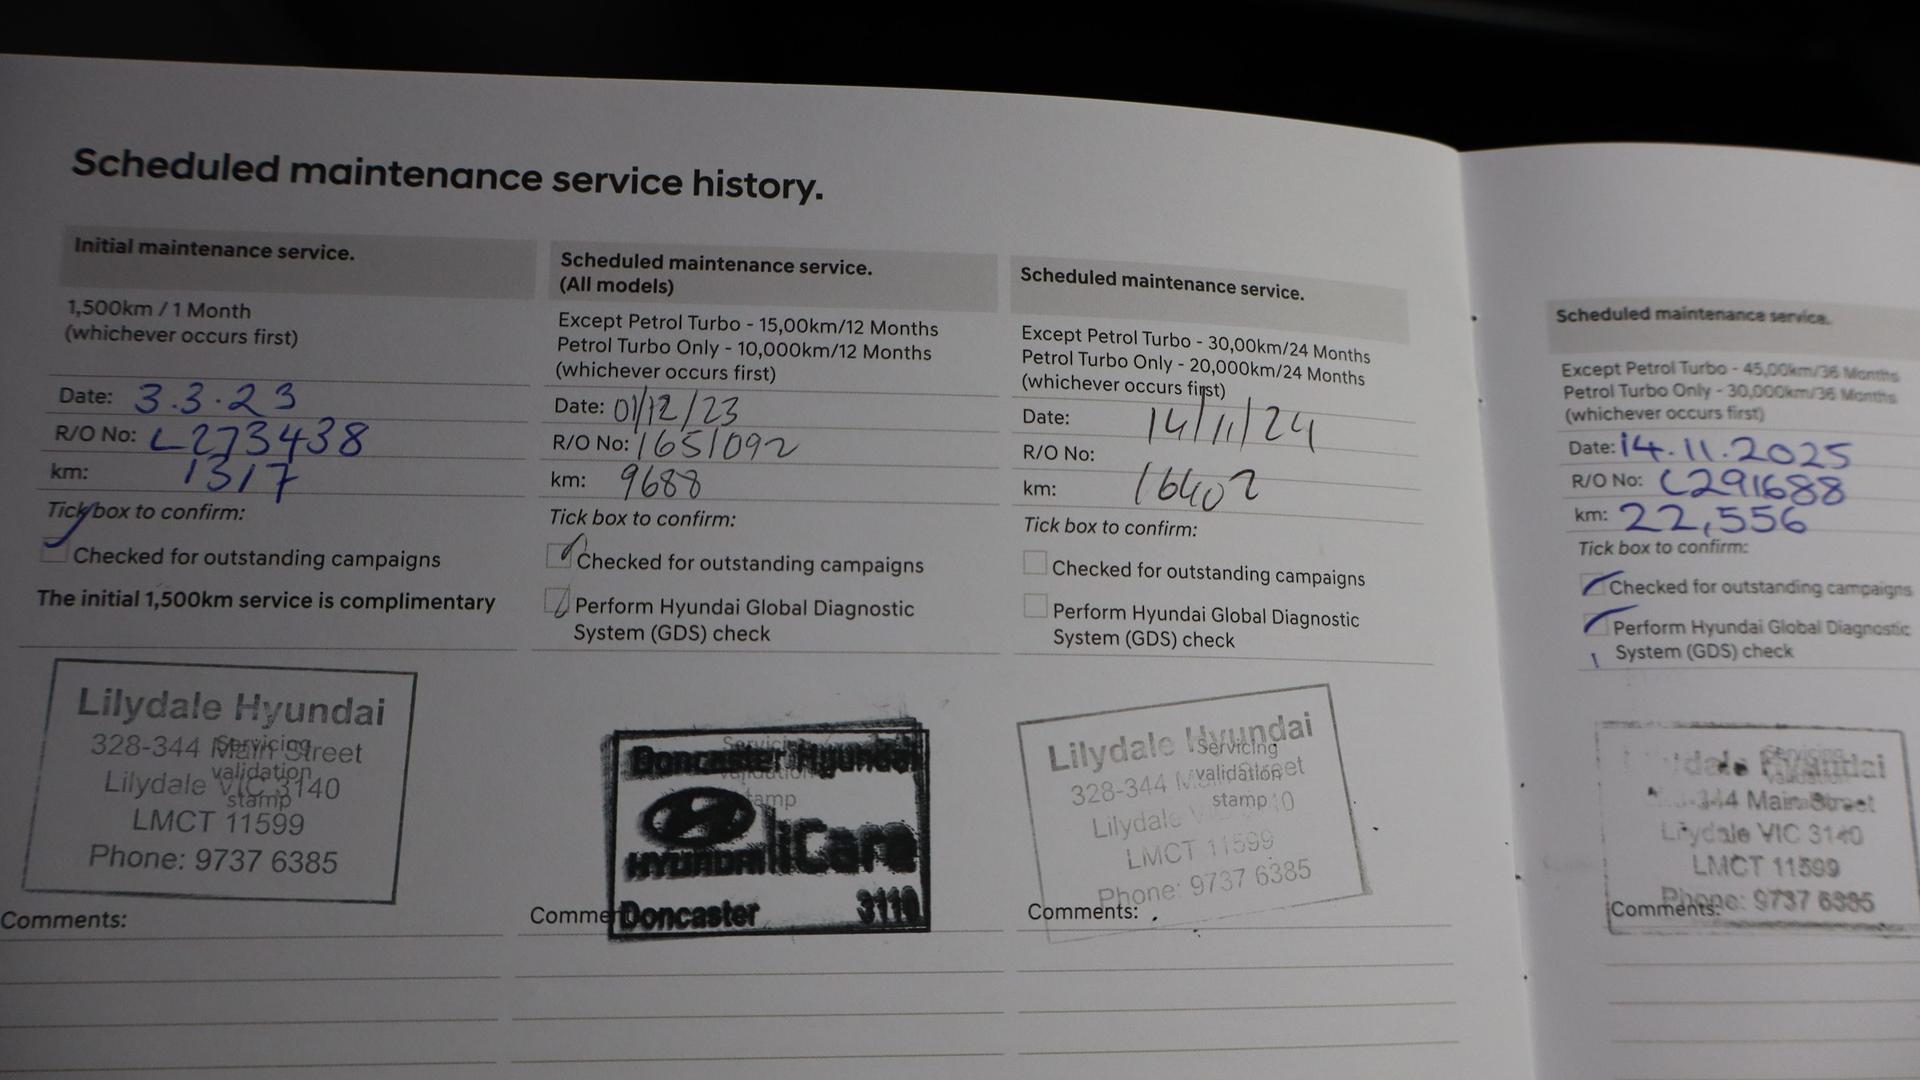 Scheduled maintenance service history.
Initial maintenance service.
1,500km / 1 Month
(whichever occurs first)
Date: 3.3.23
R/O No: L273438
km: 1317
Tick box to confirm:
Checked for outstanding campaigns
The initial 1,500km service is complimentary
Lilydale Hyundai
328-344 Main Street
Servicing
Lilydale VIC 3140
validation
stamp
LMCT 11599
Phone: 9737 6385
Comments:
Scheduled maintenance service.
(All models)
Except Petrol Turbo - 15,00km/12 Months
Petrol Turbo Only - 10,000km/12 Months
(whichever occurs first)
Date: 01/12/23
R/O No: 1651092
km: 9688
Tick box to confirm:
Checked for outstanding campaigns
Perform Hyundai Global Diagnostic
System (GDS) check
Doncaster Hyundai
HYUNDAI iCare
Doncaster 3110
Scheduled maintenance service.
Except Petrol Turbo - 30,00km/24 Months
Petrol Turbo Only - 20,000km/24 Months
(whichever occurs first)
Date: 14/11/24
R/O No:
km: 16402
Tick box to confirm:
Checked for outstanding campaigns
Perform Hyundai Global Diagnostic
System (GDS) check
Lilydale Hyundai
Servicing
328-344
validation
Lilydale
stamp
LMCT 11599
Phone: 9737 6385
Comments:
Scheduled maintenance service.
Except Petrol Turbo - 45,00km/36 Months
Petrol Turbo Only - 30,000km/36 Months
(whichever occurs first)
Date: 14.11.2025
R/O No: L291688
km: 22,556
Tick box to confirm:
Checked for outstanding campaigns
Perform Hyundai Global Diagnostic
System (GDS) check
Hyundai
Main Street
Lilydale VIC 3140
LMCT 11599
Phone: 9737 6385
Comments: